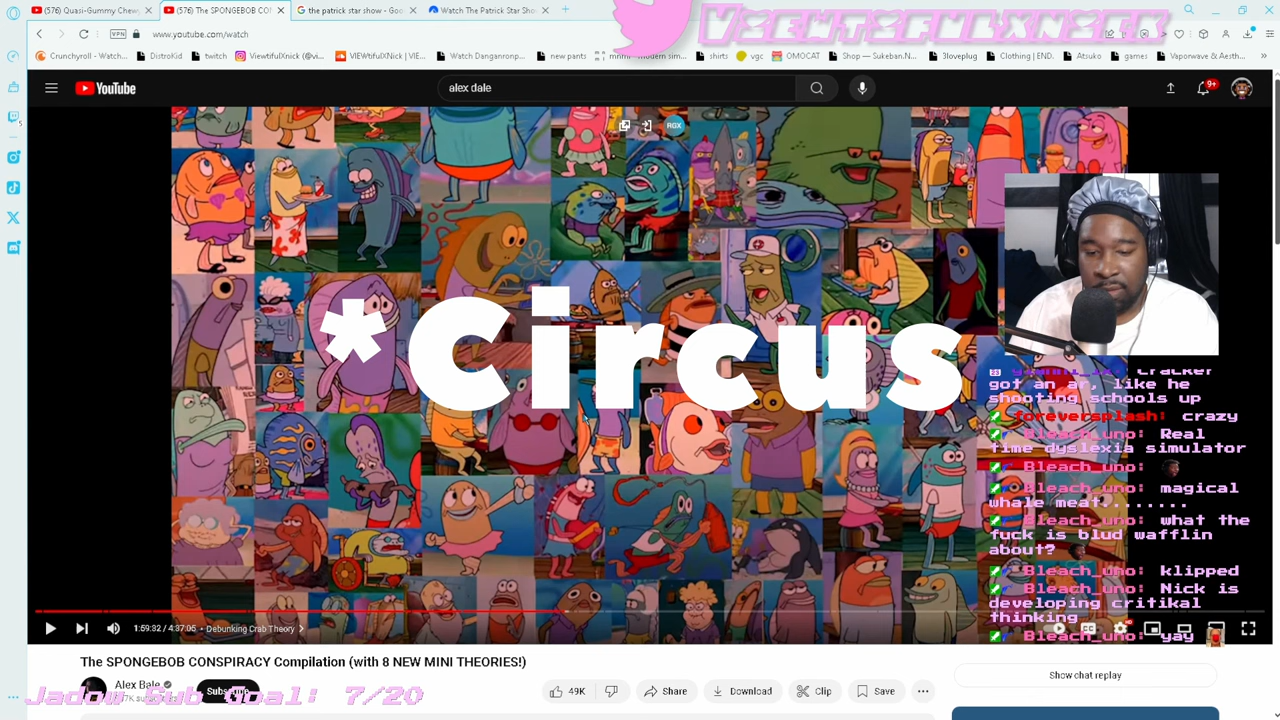 (576) Quasi-Gummy Chew
(576) The SPONGEBOB CON
the patrick star show - Goo
Watch The Patrick Star Sho
VPN
www.youtube.com/watch
Crunchyroll - Watch...
DistroKid
twitch
ViewtifulXnick (@vi...
VIEWtifulXNick | VIE...
Watch Danganronp...
new pants
shirts
vgc
OMOCAT
Shop — Sukeban.N...
3loveplug
Clothing | END.
Atsuko
games
Vaporwave & Aesth...
YouTube
alex dale
9+
RGX
*Circus
cracker
got an ar, like he
shooting schools up
foreversplash: crazy
Bleach_uno: Real
Time dyslexia simulator
Bleach_uno:
Bleach_uno: magical
whale meat.......
Bleach_uno: what the
fuck is blud wafflin
about?
Bleach_uno: klipped
Bleach_uno: Nick is
developing critikal
thinking
Bleach_uno: yay
1:59:32 / 4:37:05 • Debunking Crab Theory
The SPONGEBOB CONSPIRACY Compilation (with 8 NEW MINI THEORIES!)
Alex Bale
Jadow Sub Goal: 7/20
49K
Share
Download
Clip
Save
Show chat replay